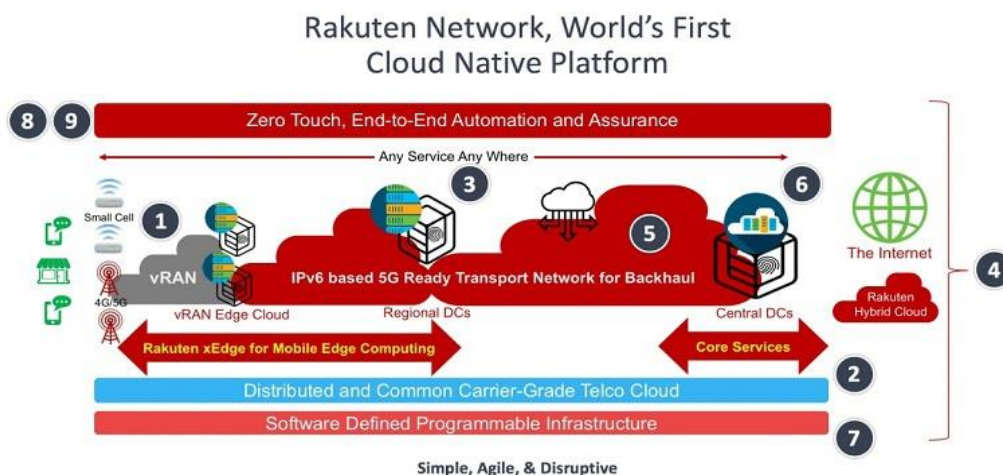 Rakuten Network, World's First
Cloud Native Platform
8 9
Zero Touch, End-to-End Automation and Assurance
Any Service Any Where
Small Cell
1
3
6
vRAN
5
The Internet
4
IPv6 based 5G Ready Transport Network for Backhaul
4G/5G
vRAN Edge Cloud
Regional DCs
Central DCs
Rakuten
Hybrid Cloud
Rakuten xEdge for Mobile Edge Computing
Core Services
2
Distributed and Common Carrier-Grade Telco Cloud
Software Defined Programmable Infrastructure
7
Simple, Agile, & Disruptive